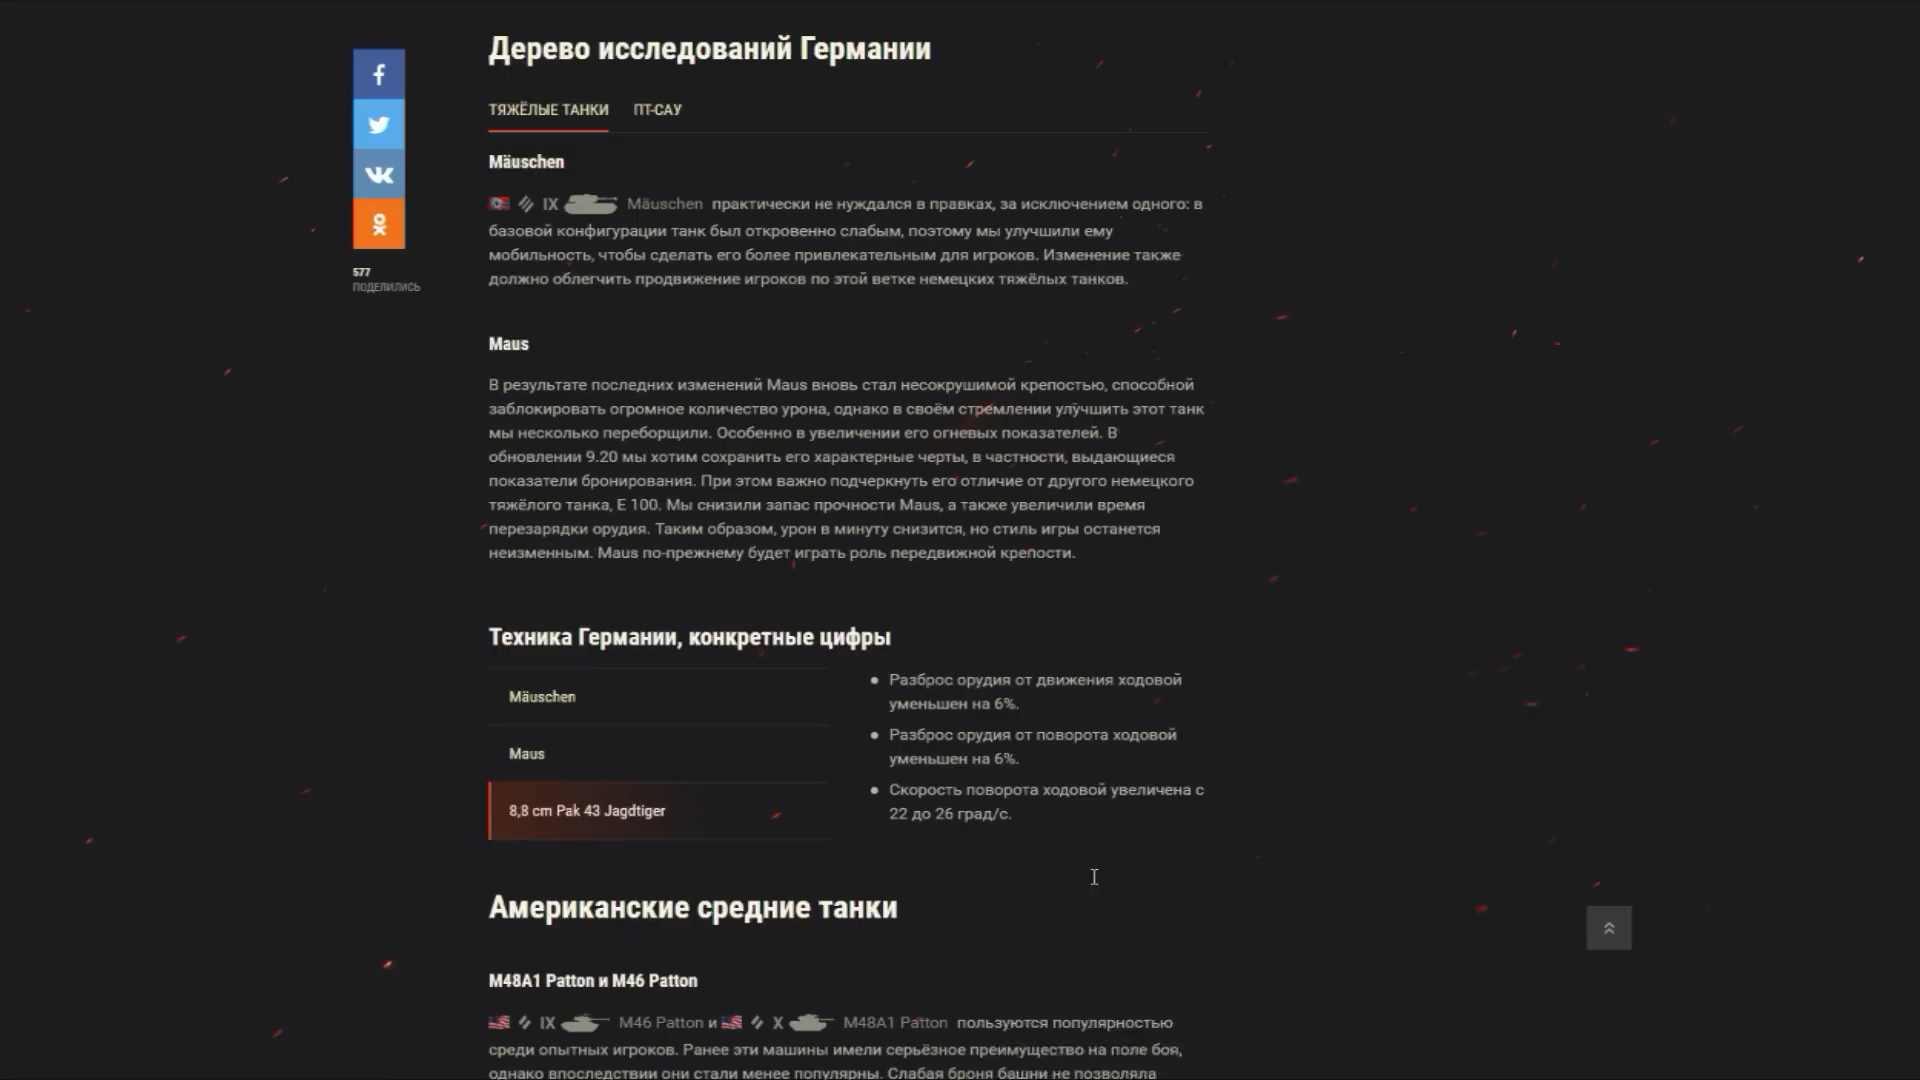 Дерево исследований Германии
ТЯЖЁЛЫЕ ТАНКИ ПТ-САУ
Mäuschen
IX Mäuschen практически не нуждался в правках, за исключением одного: в
базовой конфигурации танк был откровенно слабым, поэтому мы улучшили ему
мобильность, чтобы сделать его более привлекательным для игроков. Изменение также
должно облегчить продвижение игроков по этой ветке немецких тяжёлых танков.
577
ПОДЕЛИЛИСЬ
Maus
В результате последних изменений Maus вновь стал несокрушимой крепостью, способной
заблокировать огромное количество урона, однако в своём стремлении улучшить этот танк
мы несколько переборщили. Особенно в увеличении его огневых показателей. В
обновлении 9.20 мы хотим сохранить его характерные черты, в частности, выдающиеся
показатели бронирования. При этом важно подчеркнуть его отличие от другого немецкого
тяжёлого танка, E 100. Мы снизили запас прочности Maus, а также увеличили время
перезарядки орудия. Таким образом, урон в минуту снизится, но стиль игры останется
неизменным. Maus по-прежнему будет играть роль передвижной крепости.
Техника Германии, конкретные цифры
Mäuschen
Maus
8,8 cm Pak 43 Jagdtiger
Разброс орудия от движения ходовой
уменьшен на 6%.
Разброс орудия от поворота ходовой
уменьшен на 6%.
Скорость поворота ходовой увеличена с
22 до 26 град/с.
Американские средние танки
M48A1 Patton и M46 Patton
IX M46 Patton и X M48A1 Patton пользуются популярностью
среди опытных игроков. Ранее эти машины имели серьёзное преимущество на поле боя,
однако впоследствии они стали менее популярны. Слабая броня башни не позволяла